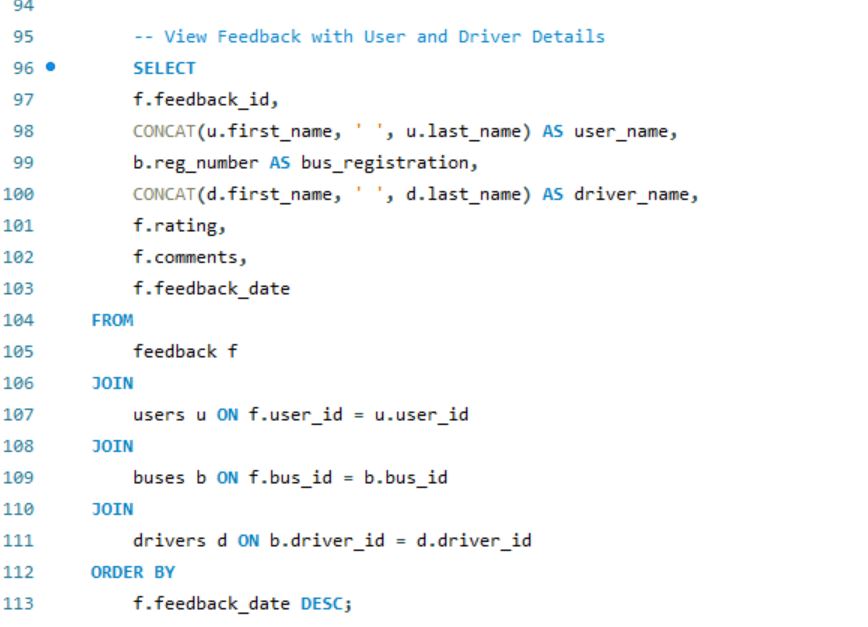 94
95 -- View Feedback with User and Driver Details
96 SELECT
97 f.feedback_id,
98 CONCAT(u.first_name, ' ', u.last_name) AS user_name,
99 b.reg_number AS bus_registration,
100 CONCAT(d.first_name, ' ', d.last_name) AS driver_name,
101 f.rating,
102 f.comments,
103 f.feedback_date
104 FROM
105 feedback f
106 JOIN
107 users u ON f.user_id = u.user_id
108 JOIN
109 buses b ON f.bus_id = b.bus_id
110 JOIN
111 drivers d ON b.driver_id = d.driver_id
112 ORDER BY
113 f.feedback_date DESC;